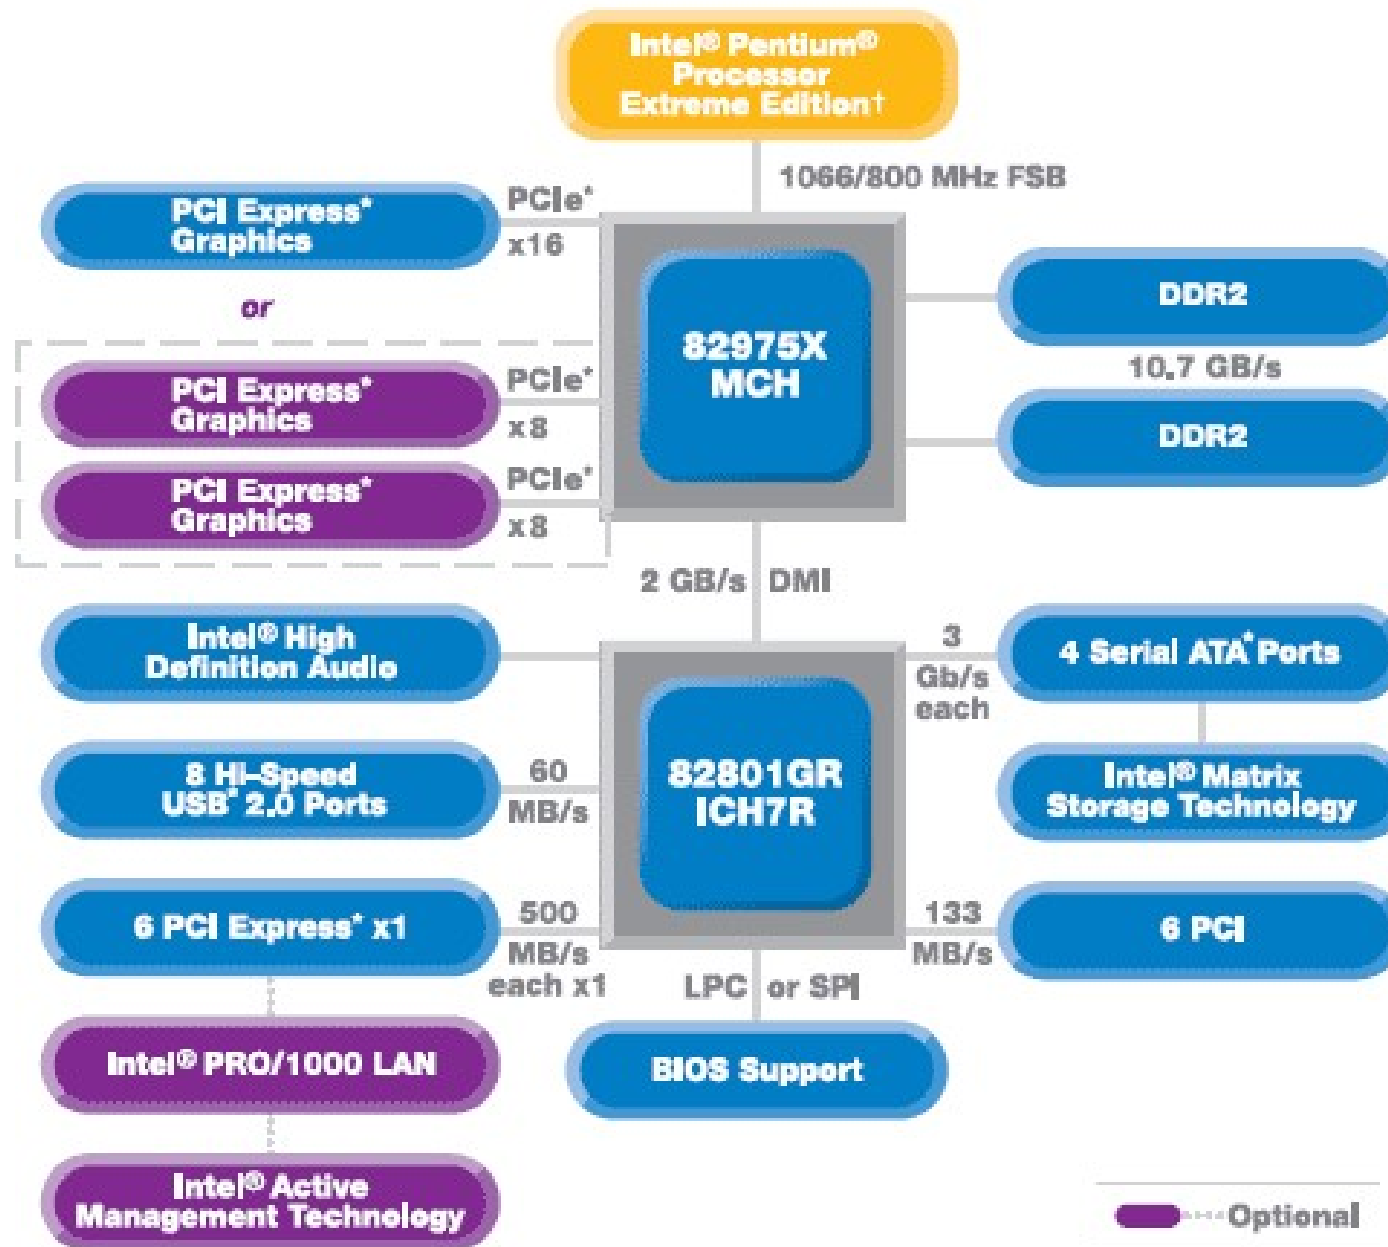 Intel® Pentium®
Processor
Extreme Edition†
1066/800 MHz FSB
PCI Express*
Graphics
PCIe*
x16
or
PCI Express*
Graphics
PCIe*
x8
PCI Express*
Graphics
PCIe*
x8
82975X
MCH
DDR2
10.7 GB/s
DDR2
2 GB/s DMI
Intel® High
Definition Audio
8 Hi-Speed
USB* 2.0 Ports
60
MB/s
6 PCI Express* x1
500
MB/s
each x1
82801GR
ICH7R
3
Gb/s
each
4 Serial ATA* Ports
Intel® Matrix
Storage Technology
133
MB/s
6 PCI
LPC or SPI
BIOS Support
Intel® PRO/1000 LAN
Intel® Active
Management Technology
Optional